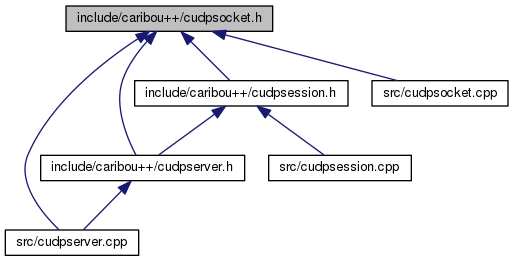 include/caribou++/cudpsocket.h
include/caribou++/cudpsession.h
src/cudpsocket.cpp
include/caribou++/cudpserver.h
src/cudpsession.cpp
src/cudpserver.cpp